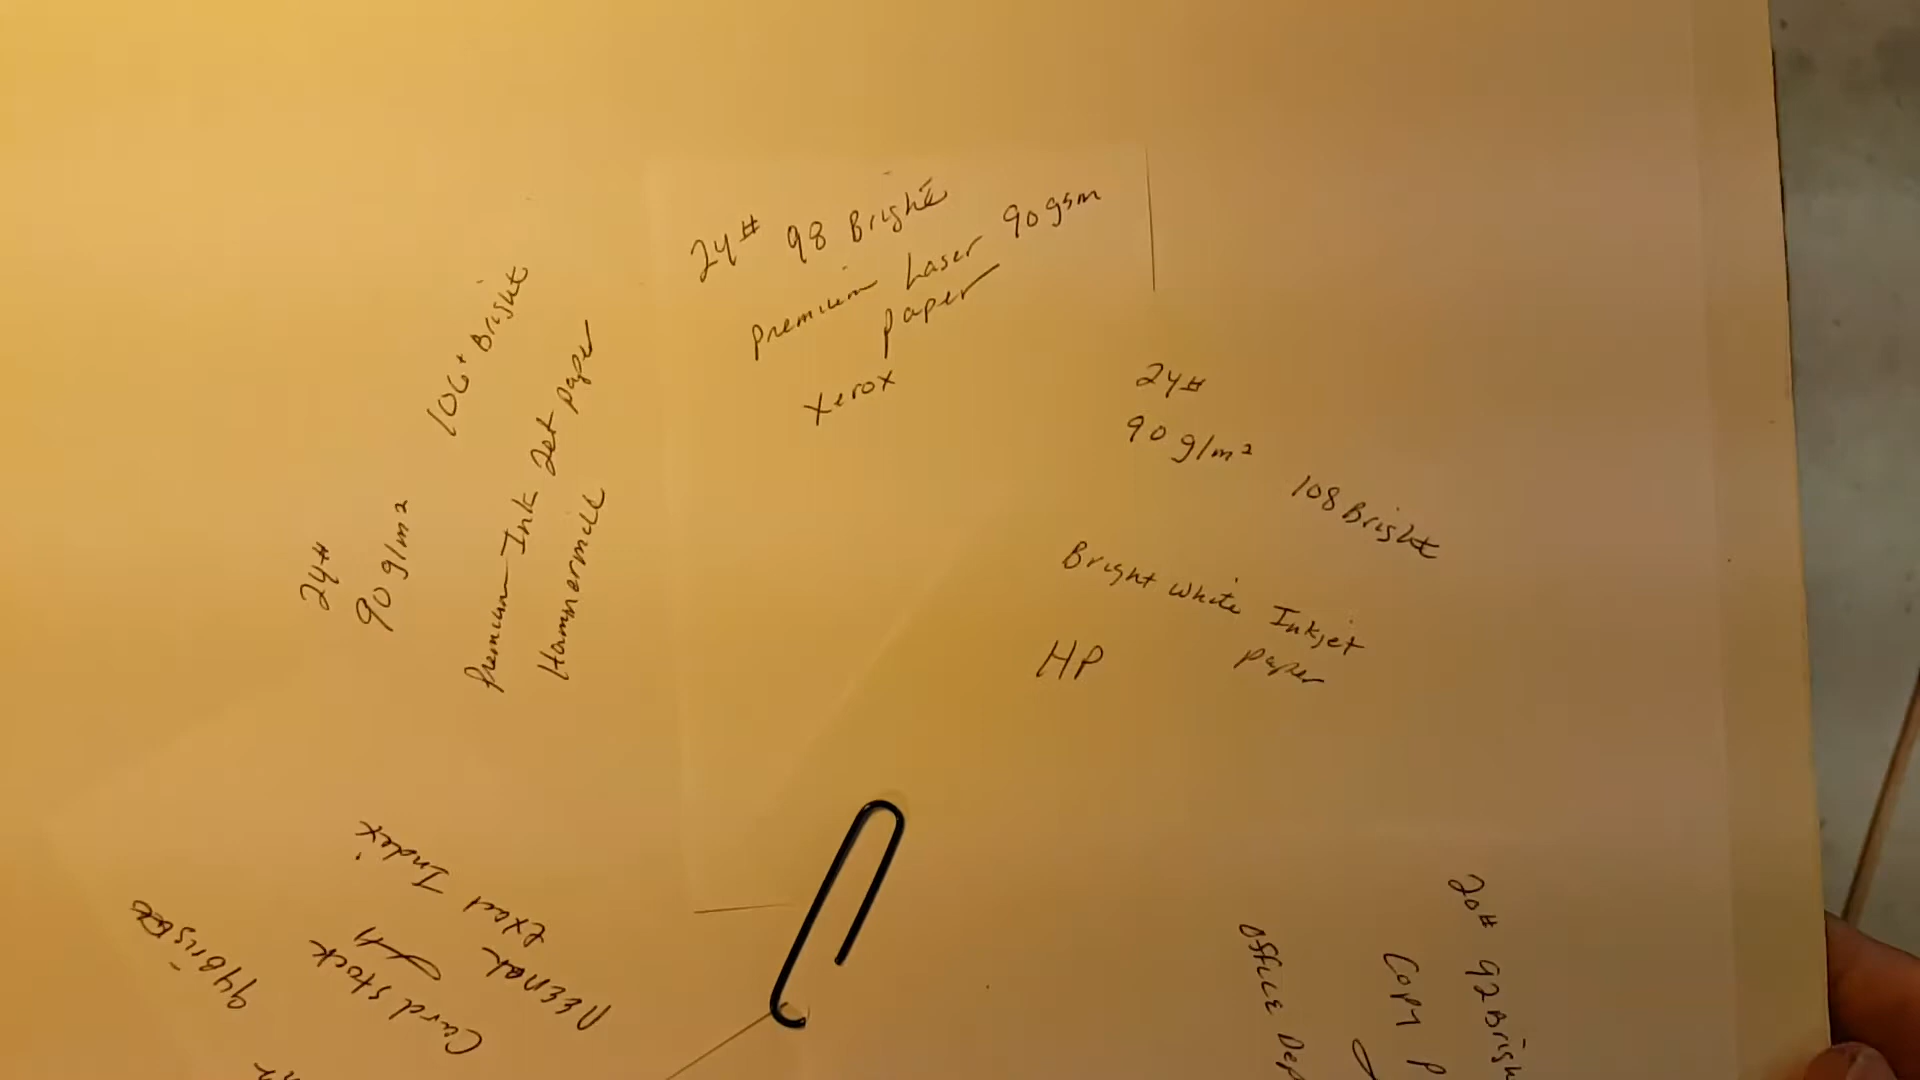 24# 98 Bright
Premium Laser 90gsm
paper
Xerox
24#
90 g/m²
106+ Bright
Premium Ink Jet Paper
Hammermill
24#
90 g/m²
108 Bright
Bright White Inkjet
Paper
HP
94 Bright
Card stock
NEENAH
Exact Index
20# 92 Brigh
Copy P
Office Dep